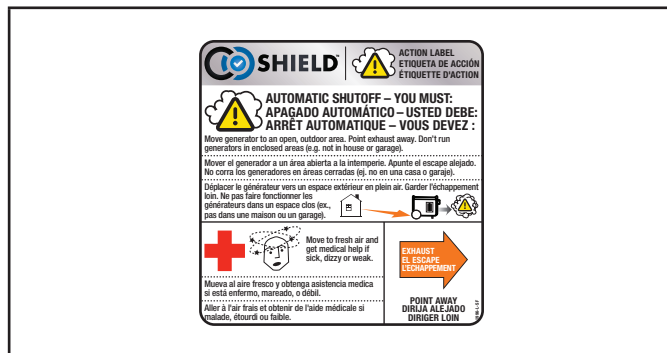 CO SHIELD™
ACTION LABEL
ETIQUETA DE ACCIÓN
ÉTIQUETTE D'ACTION
AUTOMATIC SHUTOFF – YOU MUST:
APAGADO AUTOMÁTICO – USTED DEBE:
ARRÊT AUTOMATIQUE – VOUS DEVEZ :
Move generator to an open, outdoor area. Point exhaust away. Don't run
generators in enclosed areas (e.g. not in house or garage).
Mover el generador a un área abierta a la intemperie. Apunte el escape alejado.
No corra los generadores en áreas cerradas (ej. no en una casa o garaje).
Déplacer le générateur vers un espace extérieur en plein air. Garder l'échappement
loin. Ne pas faire fonctionner les
générateurs dans un espace clos (ex.,
pas dans une maison ou un garage).
Move to fresh air and
get medical help if
sick, dizzy or weak.
Mueva al aire fresco y obtenga asistencia medica
si está enfermo, mareado, o débil.
Aller à l'air frais et obtenir de l'aide médicale si
malade, étourdi ou faible.
EXHAUST
EL ESCAPE
L'ECHAPPEMENT
POINT AWAY
DIRIJA ALEJADO
DIRIGER LOIN